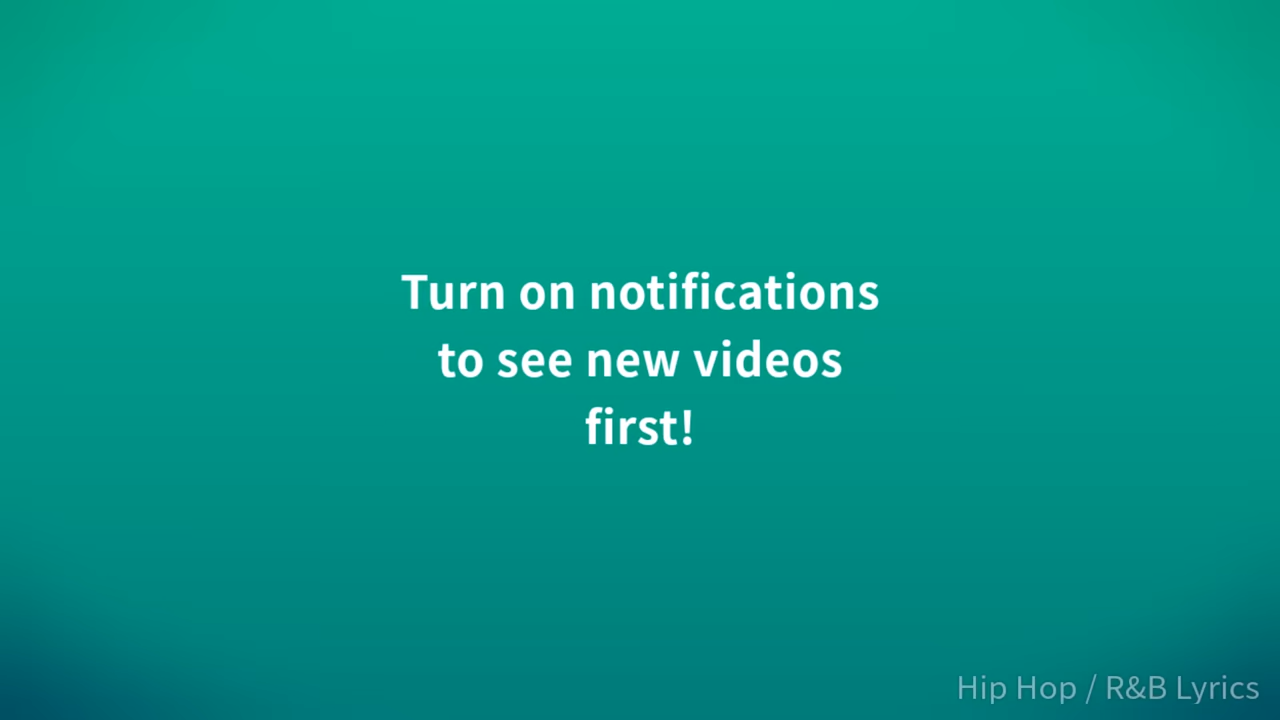 Turn on notifications
to see new videos
first!
Hip Hop / R&B Lyrics